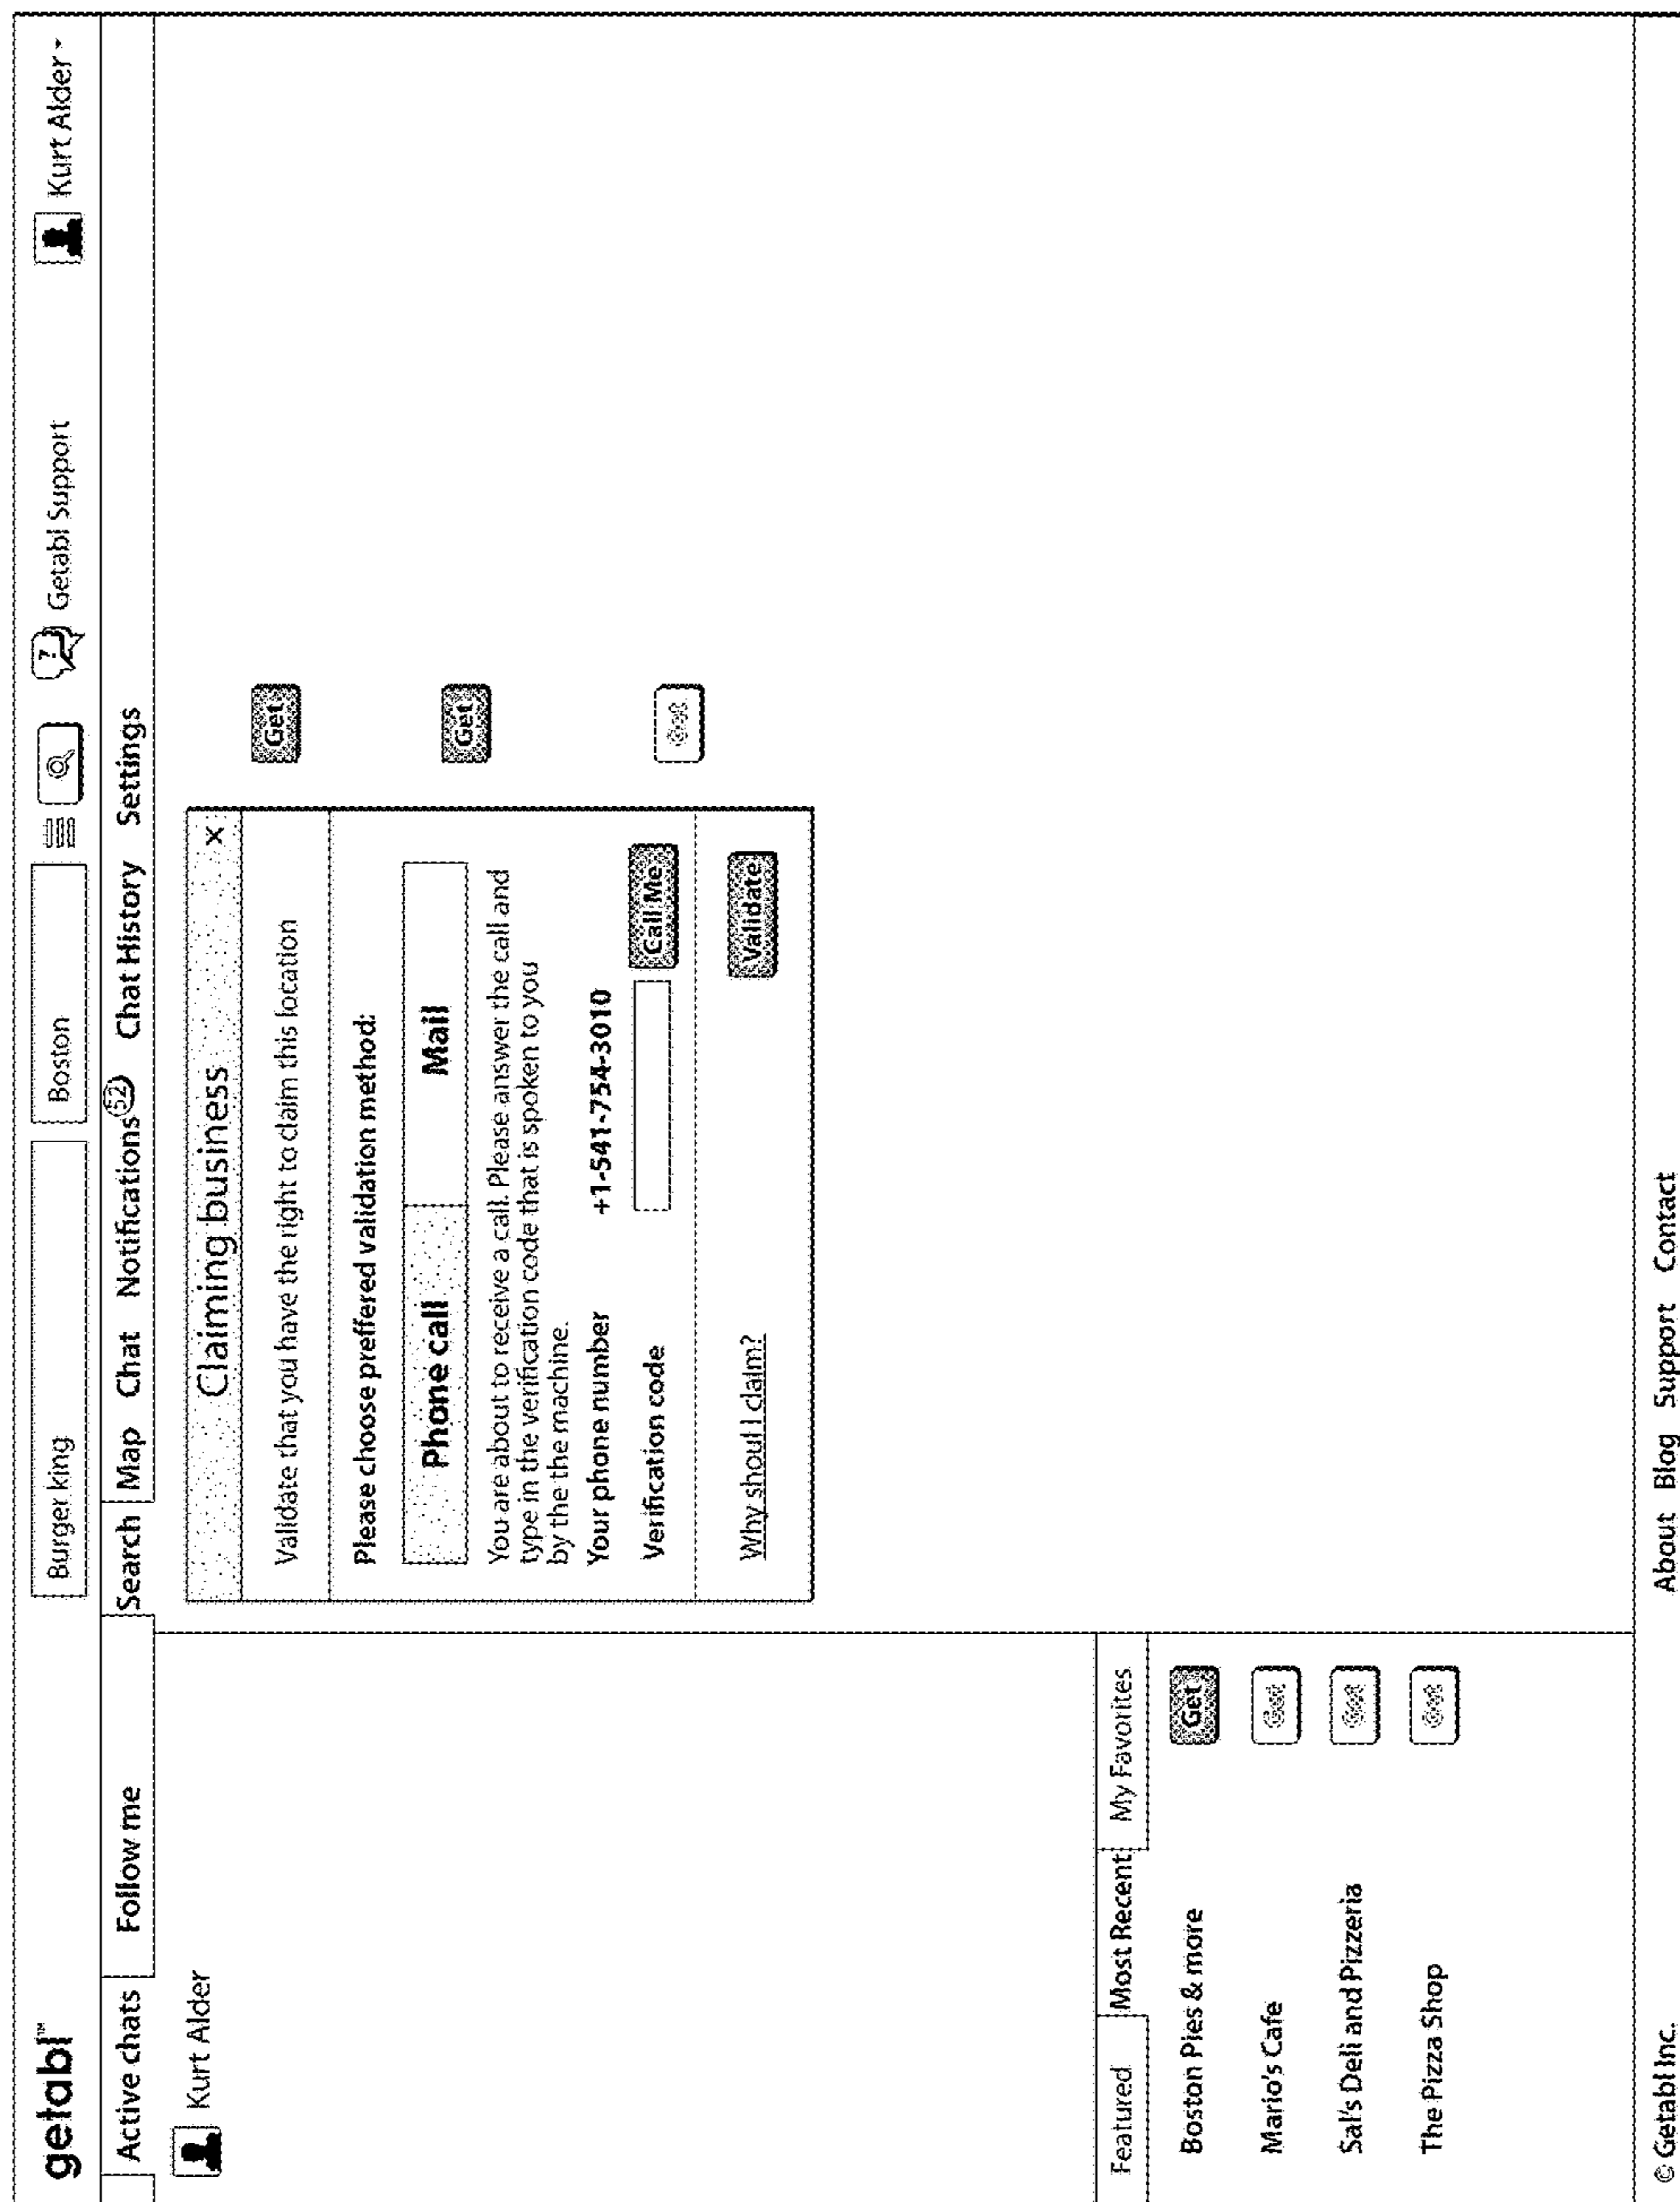 getabl™ Burger king Boston ? Getabl Support Kurt Alder
Active chats Follow me Search Map Chat Notifications 52 Chat History Settings
Kurt Alder
Claiming business X
Validate that you have the right to claim this location
Get
Please choose preffered validation method:
Phone call Mail
Get
You are about to receive a call. Please answer the call and
type in the verification code that is spoken to you
by the the machine.
Your phone number +1-541-754-3010
Verification code Call Me
Get
Why shoul I claim? Validate
Featured Most Recent My Favorites
Boston Pies & more Get
Mario's Cafe Get
Sal's Deli and Pizzeria Get
The Pizza Shop Get
© Getabl Inc. About Blog Support Contact